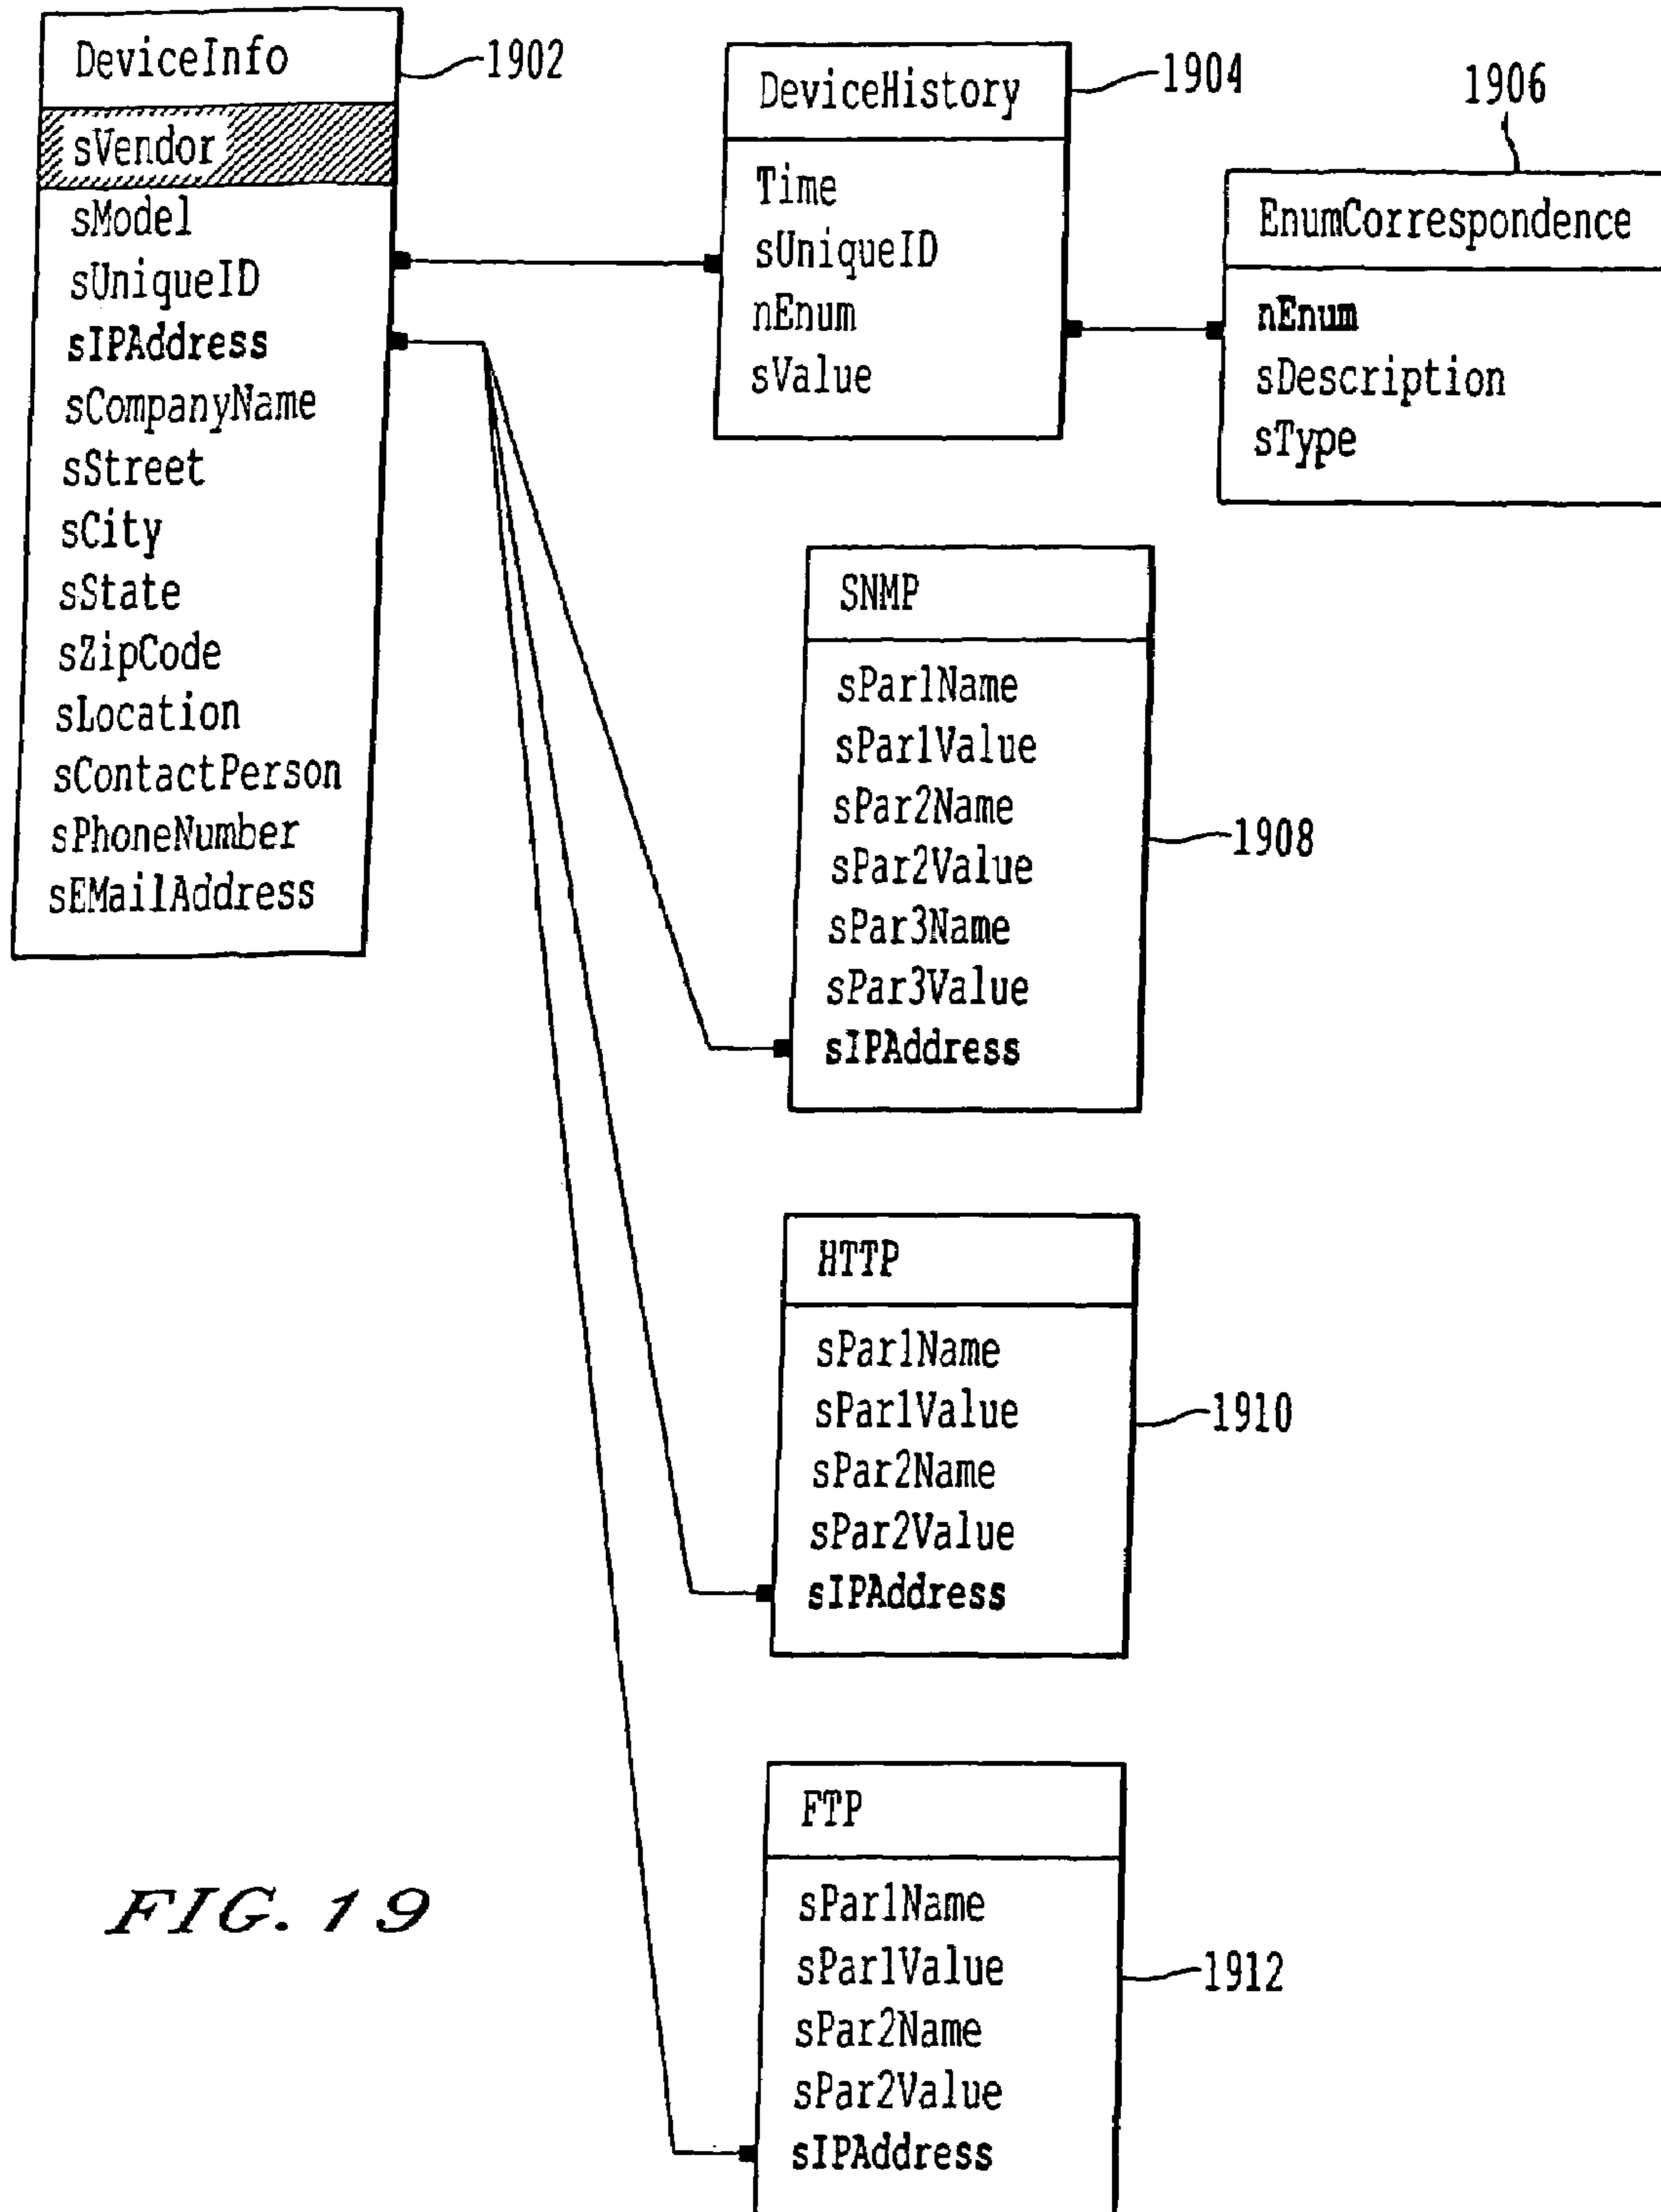 DeviceInfo
1902
sVendor
sModel
sUniqueID
sIPAddress
sCompanyName
sStreet
sCity
sState
sZipCode
sLocation
sContactPerson
sPhoneNumber
sEMailAddress
DeviceHistory
1904
Time
sUniqueID
nEnum
sValue
1906
EnumCorrespondence
nEnum
sDescription
sType
SNMP
sPar1Name
sPar1Value
sPar2Name
sPar2Value
sPar3Name
sPar3Value
sIPAddress
1908
HTTP
sPar1Name
sPar1Value
sPar2Name
sPar2Value
sIPAddress
1910
FTP
sPar1Name
sPar1Value
sPar2Name
sPar2Value
sIPAddress
1912
FIG. 19